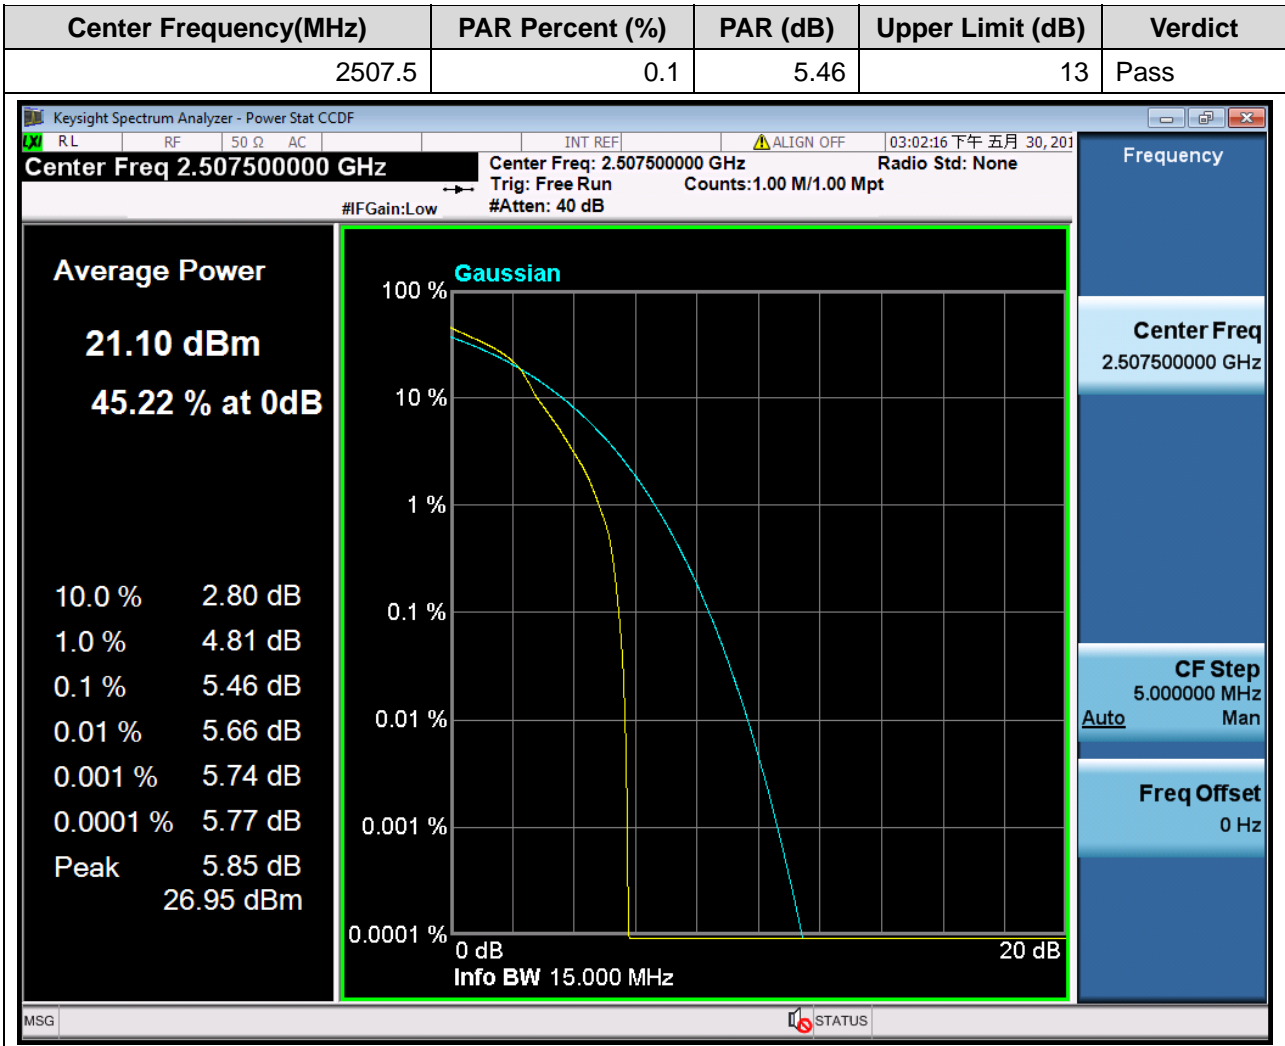 Center Frequency(MHz) PAR Percent (%) PAR (dB) Upper Limit (dB) Verdict
2507.5 0.1 5.46 13 Pass
Keysight Spectrum Analyzer - Power Stat CCDF
LXI RL RF 50 Ω AC INT REF ALIGN OFF 03:02:16 下午 五月 30, 201
Center Freq 2.507500000 GHz
Center Freq: 2.507500000 GHz Radio Std: None
Trig: Free Run Counts:1.00 M/1.00 Mpt
#IFGain:Low #Atten: 40 dB
Frequency
Average Power
21.10 dBm
45.22 % at 0dB
10.0 % 2.80 dB
1.0 % 4.81 dB
0.1 % 5.46 dB
0.01 % 5.66 dB
0.001 % 5.74 dB
0.0001 % 5.77 dB
Peak 5.85 dB
26.95 dBm
Gaussian
100 %
10 %
1 %
0.1 %
0.01 %
0.001 %
0.0001 %
0 dB 20 dB
Info BW 15.000 MHz
Center Freq
2.507500000 GHz
CF Step
5.000000 MHz
Auto Man
Freq Offset
0 Hz
MSG STATUS